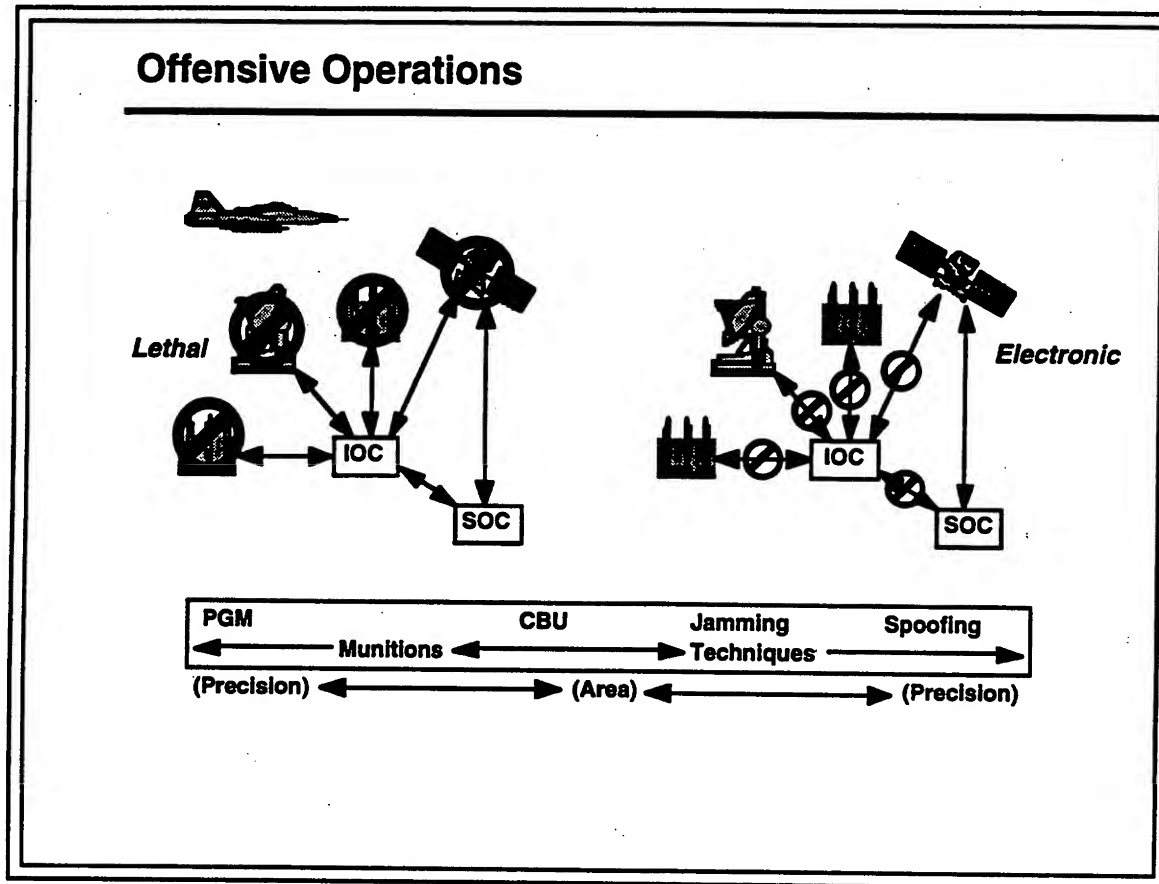 Offensive Operations
Lethal
Electronic
IOC
SOC
IOC
SOC
PGM CBU Jamming Spoofing
Munitions Techniques
(Precision) (Area) (Precision)